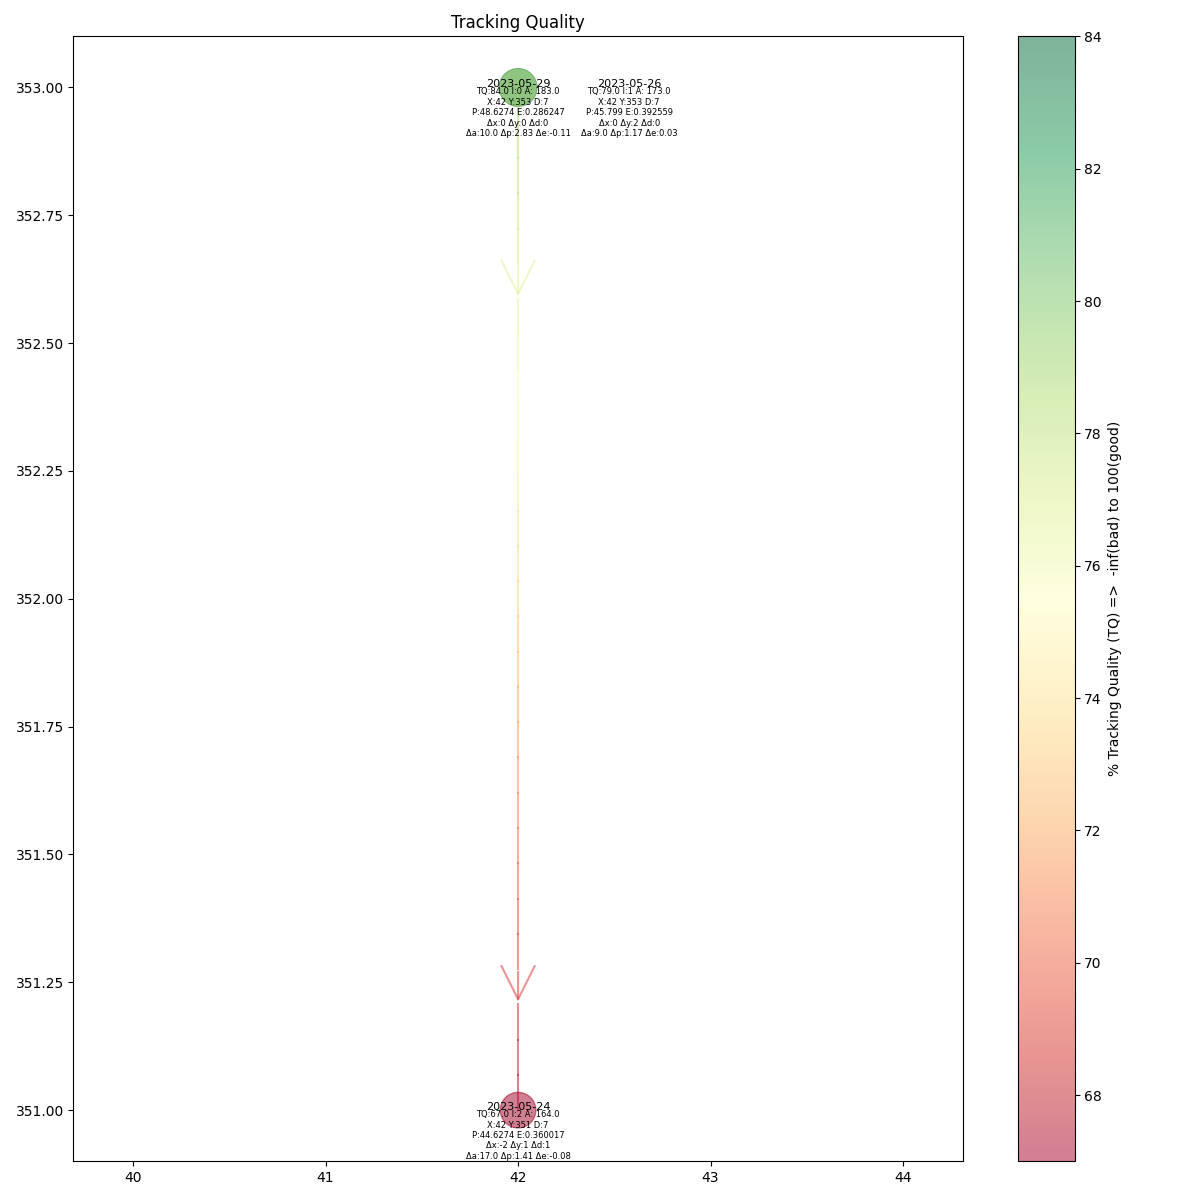 Tracking Quality
353.00
352.75
352.50
352.25
352.00
351.75
351.50
351.25
351.00
2023-05-29
TQ:84.0 I:0 A: 183.0
X:42 Y:353 D:7
P:48.6274 E:0.286247
Δx:0 Δy:0 Δd:0
Δa:10.0 Δp:2.83 Δe:-0.11
2023-05-26
TQ:79.0 I:1 A: 173.0
X:42 Y:353 D:7
P:45.799 E:0.392559
Δx:0 Δy:2 Δd:0
Δa:9.0 Δp:1.17 Δe:0.03
2023-05-24
TQ:67.0 I:2 A: 164.0
X:42 Y:351 D:7
P:44.6274 E:0.360017
Δx:-2 Δy:1 Δd:1
Δa:17.0 Δp:1.41 Δe:-0.08
40
41
42
43
44
84
82
80
78
76
74
72
70
68
% Tracking Quality (TQ) => -inf(bad) to 100(good)